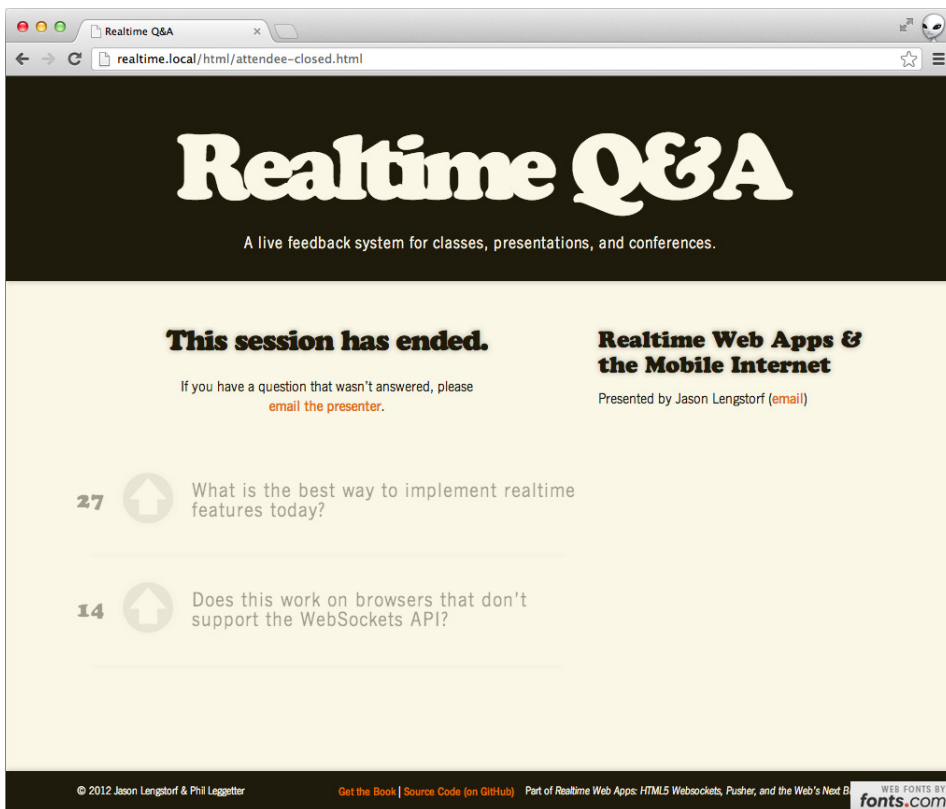 Realtime Q&A
realtime.local/html/attendee-closed.html
Realtime Q&A
A live feedback system for classes, presentations, and conferences.
This session has ended.
If you have a question that wasn't answered, please
email the presenter.
Realtime Web Apps &
the Mobile Internet
Presented by Jason Lengstorf (email)
27
What is the best way to implement realtime
features today?
14
Does this work on browsers that don't
support the WebSockets API?
© 2012 Jason Lengstorf & Phil Leggetter
Get the Book | Source Code (on GitHub)
Part of Realtime Web Apps: HTML5 Websockets, Pusher, and the Web's Next
WEB FONTS BY
fonts.com